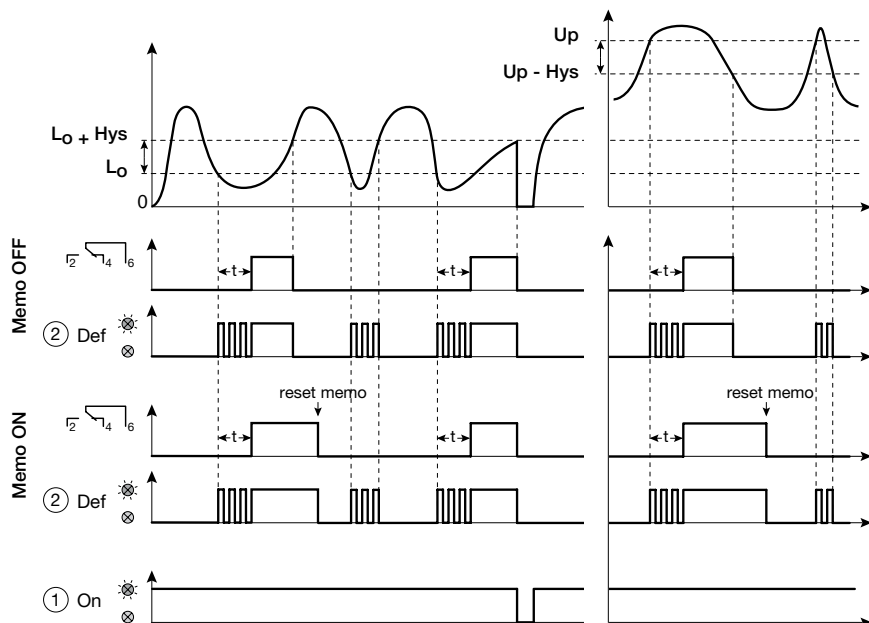 Up
Up - Hys
Lo + Hys
Lo
0
Memo OFF
2 4 6
t t t
2 Def
Memo ON
reset memo reset memo
2 4 6
t t t
2 Def
1 On